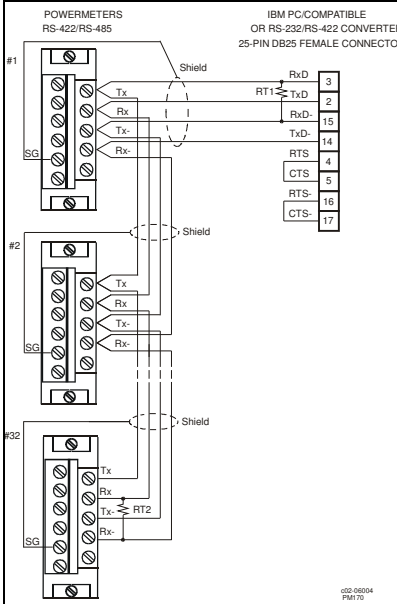 POWERMETERS
RS-422/RS-485
IBM PC/COMPATIBLE
OR RS-232/RS-422 CONVERTER
25-PIN DB25 FEMALE CONNECTO
#1
Shield
SG
Tx
Rx
Tx-
Rx-
RxD
RT1
TxD
RxD-
TxD-
RTS
CTS
RTS-
CTS-
3
2
15
14
4
5
16
17
Shield
#2
SG
Tx
Rx
Tx-
Rx-
Shield
#32
SG
Tx
Rx
Tx-
RT2
Rx-
c02-06004
PM170